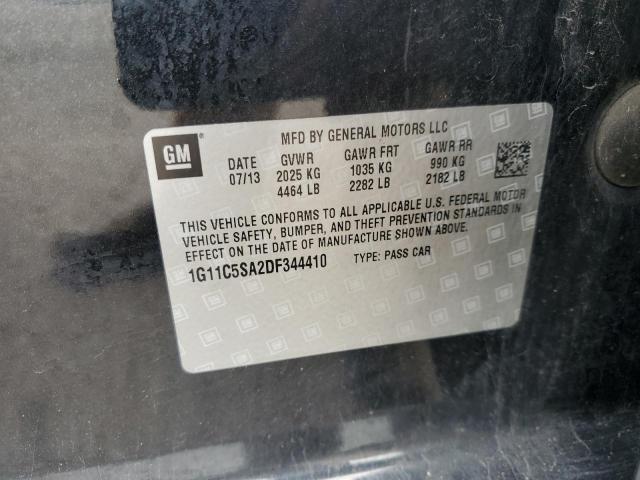 GM
MFD BY GENERAL MOTORS LLC
DATE GVWR GAWR FRT GAWR RR
07/13 2025 KG 1035 KG 990 KG
4464 LB 2282 LB 2182 LB
THIS VEHICLE CONFORMS TO ALL APPLICABLE U.S. FEDERAL MOTOR
VEHICLE SAFETY, BUMPER, AND THEFT PREVENTION STANDARDS IN
EFFECT ON THE DATE OF MANUFACTURE SHOWN ABOVE.
1G11C5SA2DF344410 TYPE: PASS CAR